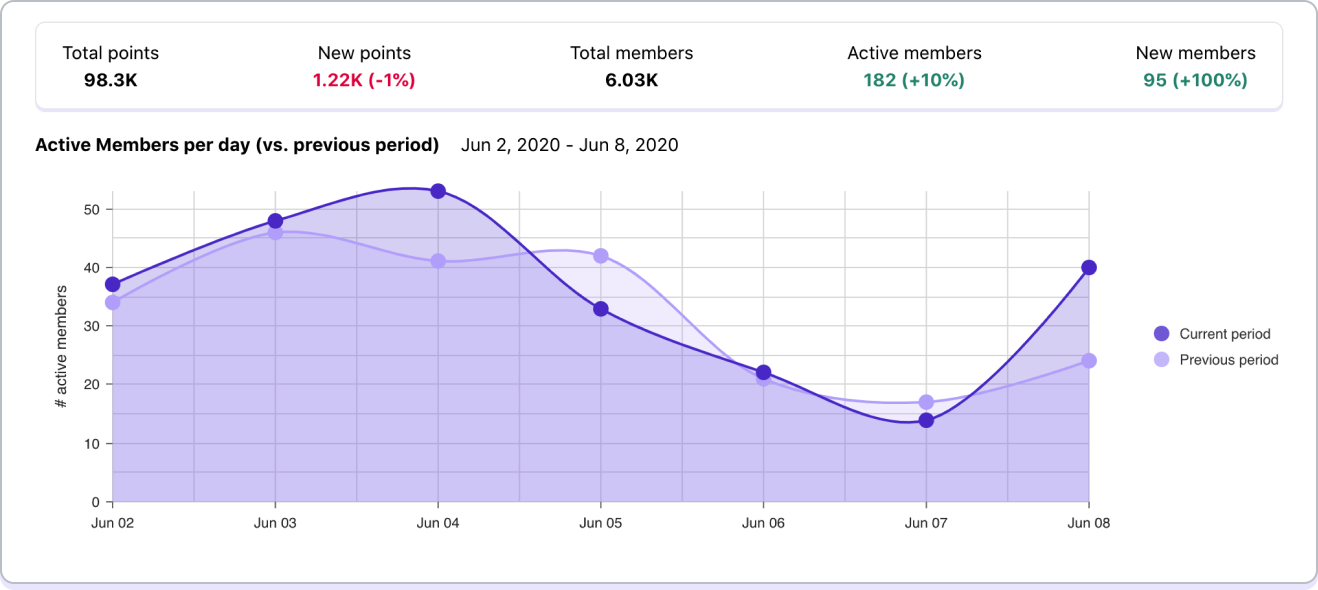 Total points
98.3K
New points
1.22K (-1%)
Total members
6.03K
Active members
182 (+10%)
New members
95 (+100%)
Active Members per day (vs. previous period) Jun 2, 2020 - Jun 8, 2020
# active members
50
40
30
20
10
0
Jun 02
Jun 03
Jun 04
Jun 05
Jun 06
Jun 07
Jun 08
Current period
Previous period